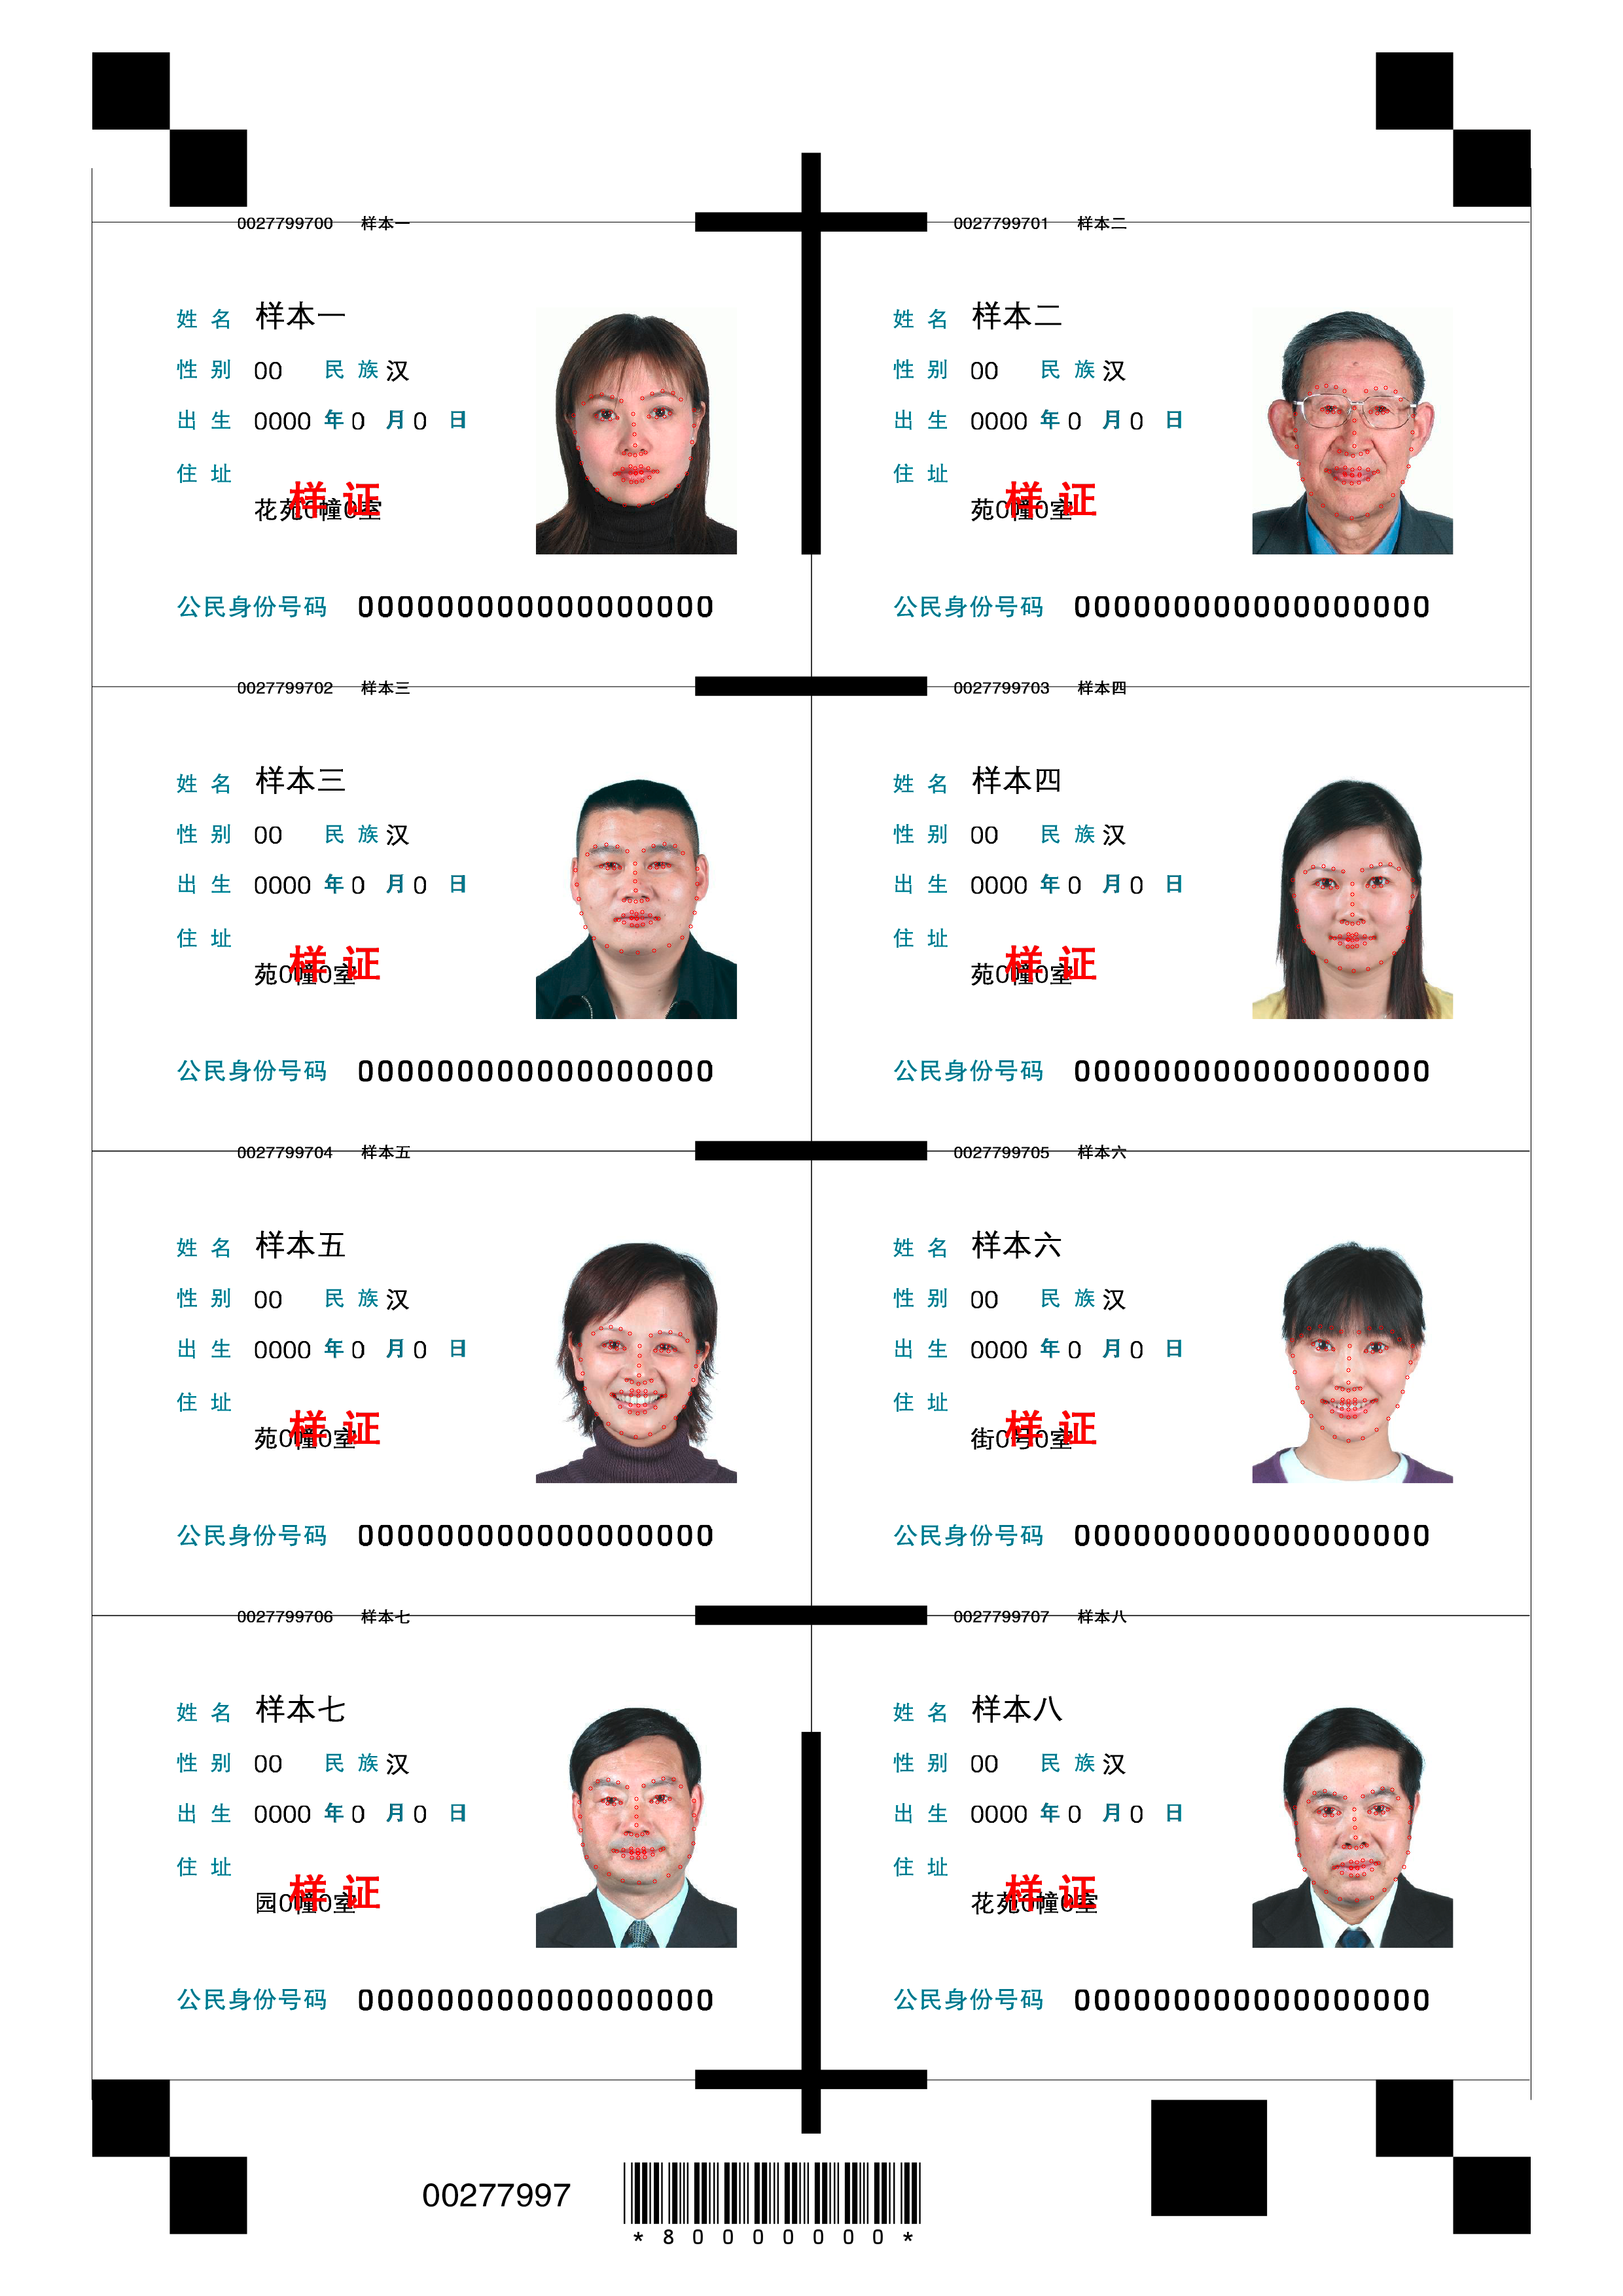 0027799700 样本一
姓名 样本一
性别 00 民族 汉
出生 0000 年 0 月 0 日
住址
花苑0幢0室
样 证
公民身份号码 000000000000000000
0027799701 样本二
姓名 样本二
性别 00 民族 汉
出生 0000 年 0 月 0 日
住址
苑0幢0室
样 证
公民身份号码 000000000000000000
0027799702 样本三
姓名 样本三
性别 00 民族 汉
出生 0000 年 0 月 0 日
住址
苑0幢0室
样 证
公民身份号码 000000000000000000
0027799703 样本四
姓名 样本四
性别 00 民族 汉
出生 0000 年 0 月 0 日
住址
苑0幢0室
样 证
公民身份号码 000000000000000000
0027799704 样本五
姓名 样本五
性别 00 民族 汉
出生 0000 年 0 月 0 日
住址
苑0幢0室
样 证
公民身份号码 000000000000000000
0027799705 样本六
姓名 样本六
性别 00 民族 汉
出生 0000 年 0 月 0 日
住址
街0号0室
样 证
公民身份号码 000000000000000000
0027799706 样本七
姓名 样本七
性别 00 民族 汉
出生 0000 年 0 月 0 日
住址
园0幢0室
样 证
公民身份号码 000000000000000000
0027799707 样本八
姓名 样本八
性别 00 民族 汉
出生 0000 年 0 月 0 日
住址
花苑0幢0室
样 证
公民身份号码 000000000000000000
00277997
*80000000*